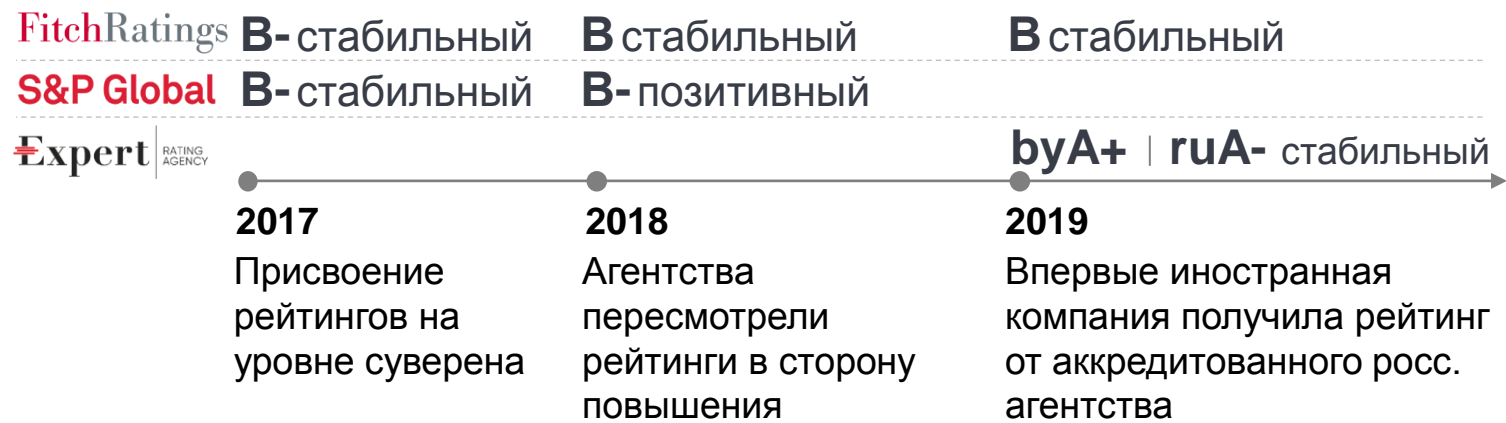 FitchRatings B- стабильный B стабильный B стабильный
S&P Global B- стабильный B- позитивный
Expert RATING AGENCY byA+ | ruA- стабильный
2017 2018 2019
Присвоение Агентства Впервые иностранная
рейтингов на пересмотрели компания получила рейтинг
уровне суверена рейтинги в сторону от аккредитованного росс.
повышения агентства